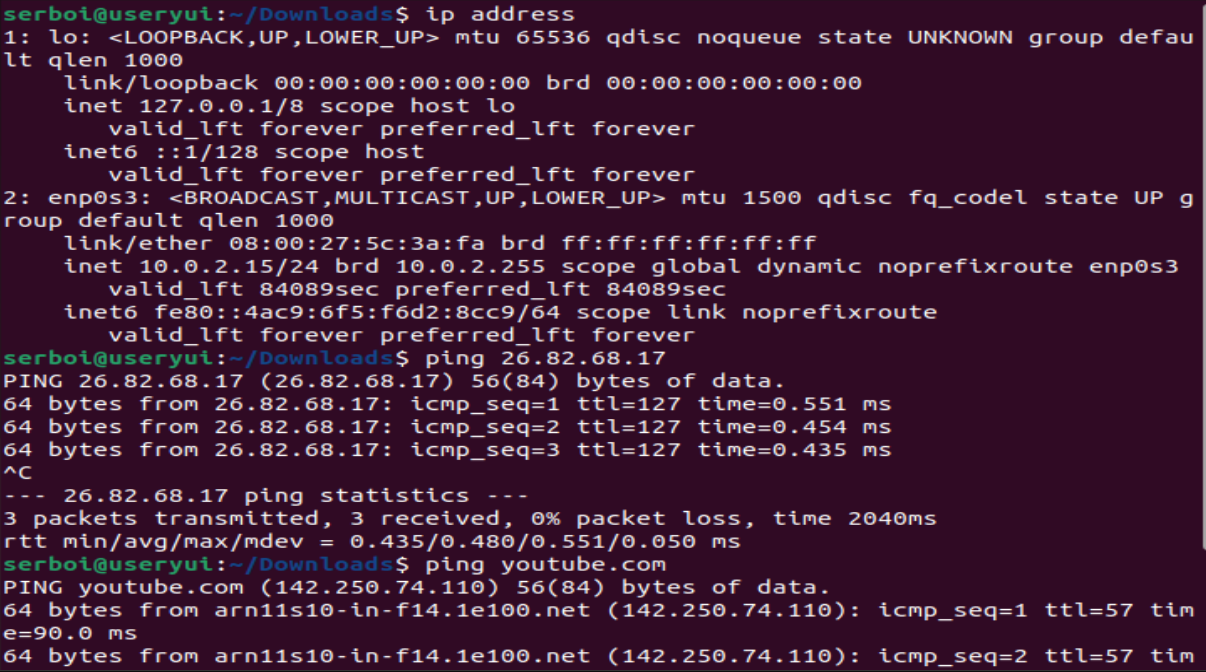 serboi@useryui:~/Downloads$ ip address
1: lo: <LOOPBACK,UP,LOWER_UP> mtu 65536 qdisc noqueue state UNKNOWN group defau
lt qlen 1000
    link/loopback 00:00:00:00:00:00 brd 00:00:00:00:00:00
    inet 127.0.0.1/8 scope host lo
       valid_lft forever preferred_lft forever
    inet6 ::1/128 scope host
       valid_lft forever preferred_lft forever
2: enp0s3: <BROADCAST,MULTICAST,UP,LOWER_UP> mtu 1500 qdisc fq_codel state UP g
roup default qlen 1000
    link/ether 08:00:27:5c:3a:fa brd ff:ff:ff:ff:ff:ff
    inet 10.0.2.15/24 brd 10.0.2.255 scope global dynamic noprefixroute enp0s3
       valid_lft 84089sec preferred_lft 84089sec
    inet6 fe80::4ac9:6f5:f6d2:8cc9/64 scope link noprefixroute
       valid_lft forever preferred_lft forever
serboi@useryui:~/Downloads$ ping 26.82.68.17
PING 26.82.68.17 (26.82.68.17) 56(84) bytes of data.
64 bytes from 26.82.68.17: icmp_seq=1 ttl=127 time=0.551 ms
64 bytes from 26.82.68.17: icmp_seq=2 ttl=127 time=0.454 ms
64 bytes from 26.82.68.17: icmp_seq=3 ttl=127 time=0.435 ms
^C
--- 26.82.68.17 ping statistics ---
3 packets transmitted, 3 received, 0% packet loss, time 2040ms
rtt min/avg/max/mdev = 0.435/0.480/0.551/0.050 ms
serboi@useryui:~/Downloads$ ping youtube.com
PING youtube.com (142.250.74.110) 56(84) bytes of data.
64 bytes from arn11s10-in-f14.1e100.net (142.250.74.110): icmp_seq=1 ttl=57 tim
e=90.0 ms
64 bytes from arn11s10-in-f14.1e100.net (142.250.74.110): icmp_seq=2 ttl=57 tim